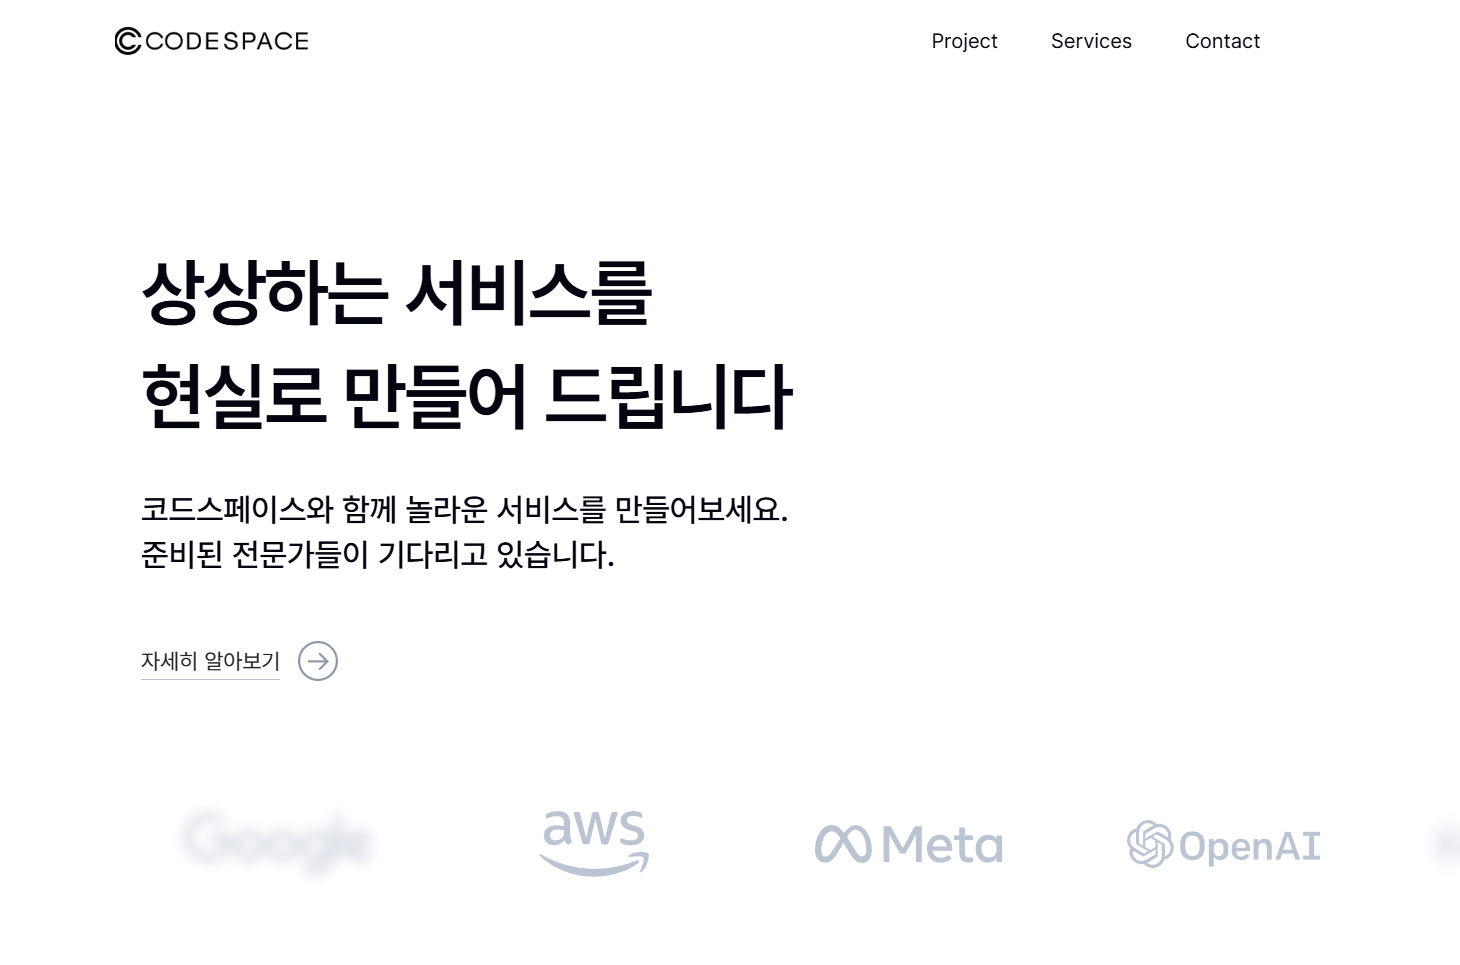 CODESPACE
Project
Services
Contact
상상하는 서비스를
현실로 만들어 드립니다
코드스페이스와 함께 놀라운 서비스를 만들어보세요.
준비된 전문가들이 기다리고 있습니다.
자세히 알아보기
Google
aws
Meta
OpenAI